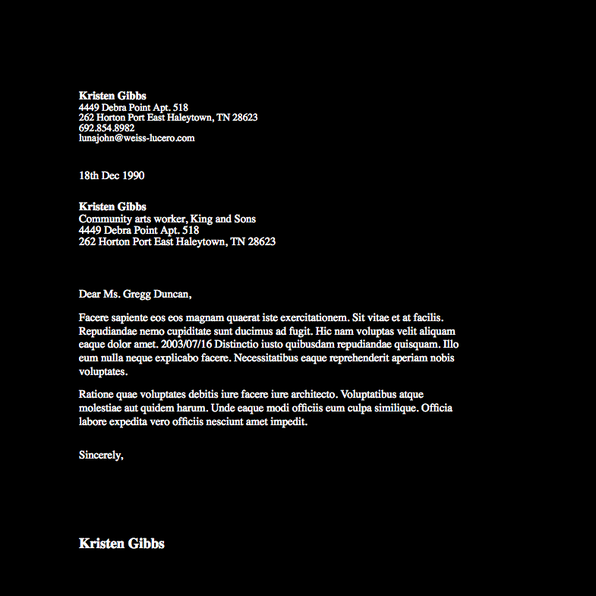 Kristen Gibbs
4449 Debra Point Apt. 518
262 Horton Port East Haleytown, TN 28623
692.854.8982
lunajohn@weiss-lucero.com
18th Dec 1990
Kristen Gibbs
Community arts worker, King and Sons
4449 Debra Point Apt. 518
262 Horton Port East Haleytown, TN 28623
Dear Ms. Gregg Duncan,
Facere sapiente eos eos magnam quaerat iste exercitationem. Sit vitae et at facilis.
Repudiandae nemo cupiditate sunt ducimus ad fugit. Hic nam voluptas velit aliquam
eaque dolor amet. 2003/07/16 Distinctio iusto quibusdam repudiandae quisquam. Illo
eum nulla neque explicabo facere. Necessitatibus eaque reprehenderit aperiam nobis
voluptates.
Ratione quae voluptates debitis iure facere iure architecto. Voluptatibus atque
molestiae aut quidem harum. Unde eaque modi officiis eum culpa similique. Officia
labore expedita vero officiis nesciunt amet impedit.
Sincerely,
Kristen Gibbs